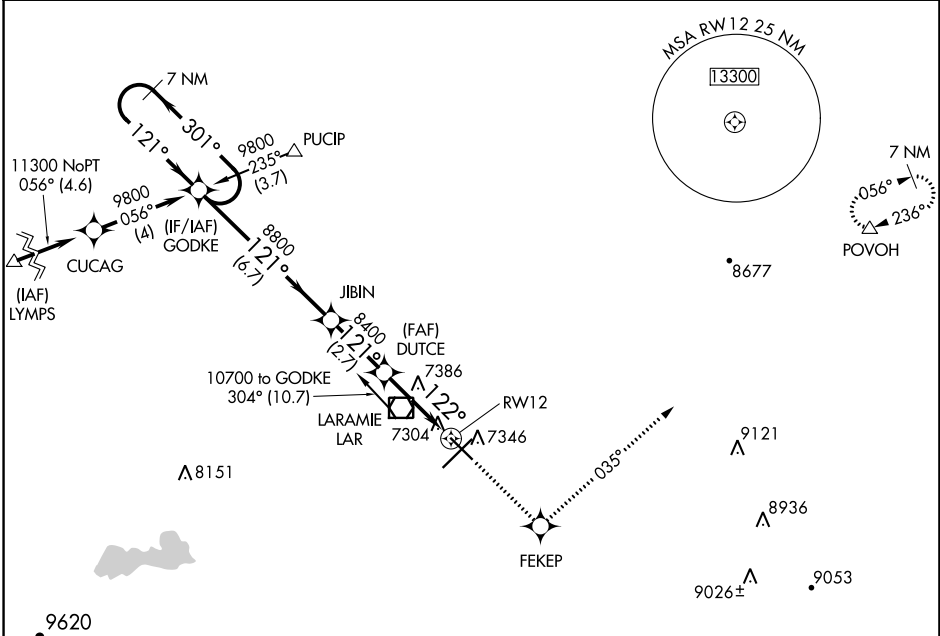 MSA RW12 25 NM
13300
7 NM
121°
301°
9800
235°
(3.7)
PUCIP
11300 NoPT
056° (4.6)
9800
056°
(4)
(IF/IAF)
GODKE
CUCAG
(IAF)
LYMPS
8800
121°
(6.7)
7 NM
056°
236°
POVOH
8677
JIBIN
8400
121°
(2.7)
(FAF)
DUTCE
7386
10700 to GODKE
304° (10.7)
122°
RW12
LARAMIE
LAR
7304
7346
035°
9121
8151
8936
FEKEP
9026±
9053
9620